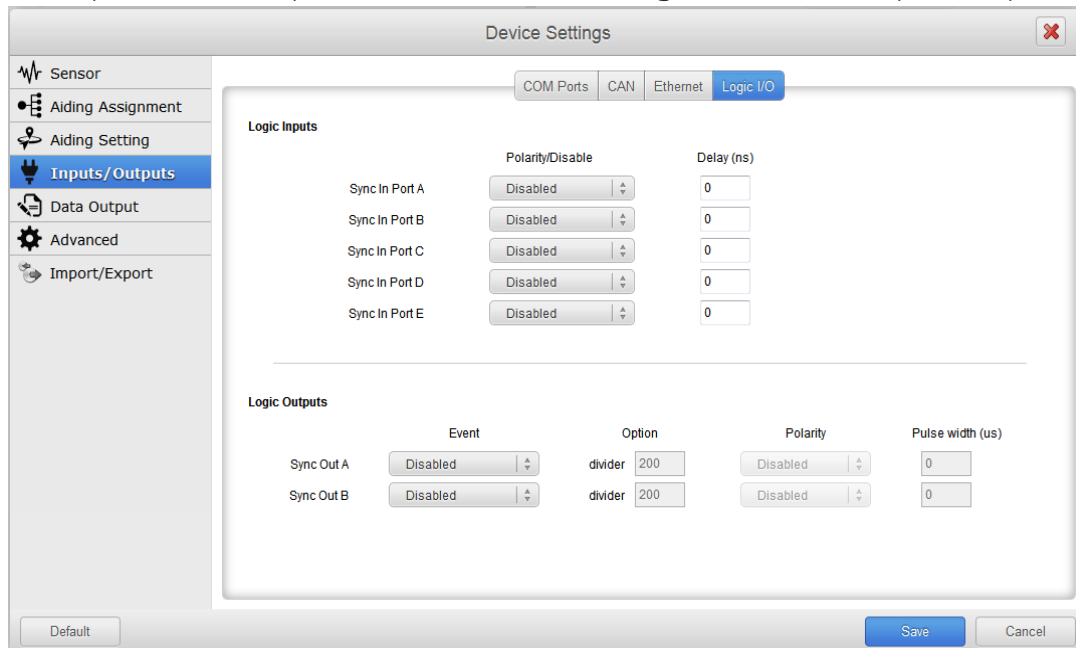 Device Settings
Sensor
Aiding Assignment
Aiding Setting
Inputs/Outputs
Data Output
Advanced
Import/Export
COM Ports CAN Ethernet Logic I/O
Logic Inputs
Polarity/Disable Delay (ns)
Sync In Port A Disabled 0
Sync In Port B Disabled 0
Sync In Port C Disabled 0
Sync In Port D Disabled 0
Sync In Port E Disabled 0
Logic Outputs
Event Option Polarity Pulse width (us)
Sync Out A Disabled divider 200 Disabled 0
Sync Out B Disabled divider 200 Disabled 0
Default Save Cancel